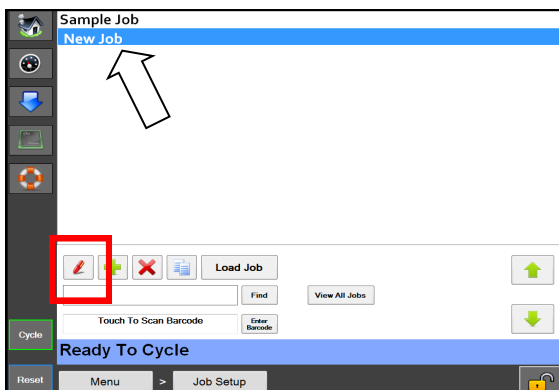 Sample Job
New Job
Load Job
Find
View All Jobs
Touch To Scan Barcode
Enter
Barcode
Cycle
Ready To Cycle
Reset
Menu > Job Setup